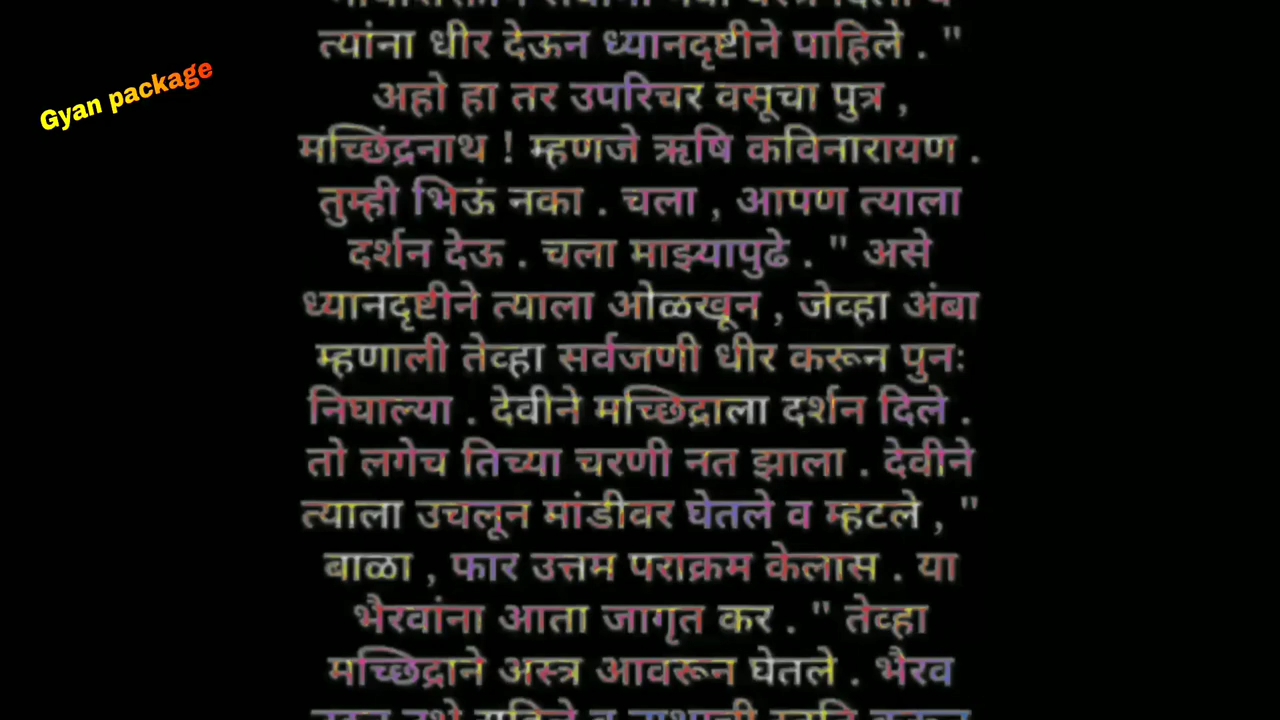 त्यांना धीर देऊन ध्यानदृष्टीने पाहिले . "
Gyan package
अहो हा तर उपरिचर वसूचा पुत्र ,
मच्छिंद्रनाथ ! म्हणजे ऋषि कविनारायण .
तुम्ही भिऊं नका . चला , आपण त्याला
दर्शन देऊ . चला माझ्यापुढे . " असे
ध्यानदृष्टीने त्याला ओळखून , जेव्हा अंबा
म्हणाली तेव्हा सर्वजणी धीर करून पुनः
निघाल्या . देवीने मच्छिद्राला दर्शन दिले .
तो लगेच तिच्या चरणी नत झाला . देवीने
त्याला उचलून मांडीवर घेतले व म्हटले , "
बाळा , फार उत्तम पराक्रम केलास . या
भैरवांना आता जागृत कर . " तेव्हा
मच्छिद्राने अस्त्र आवरून घेतले . भैरव